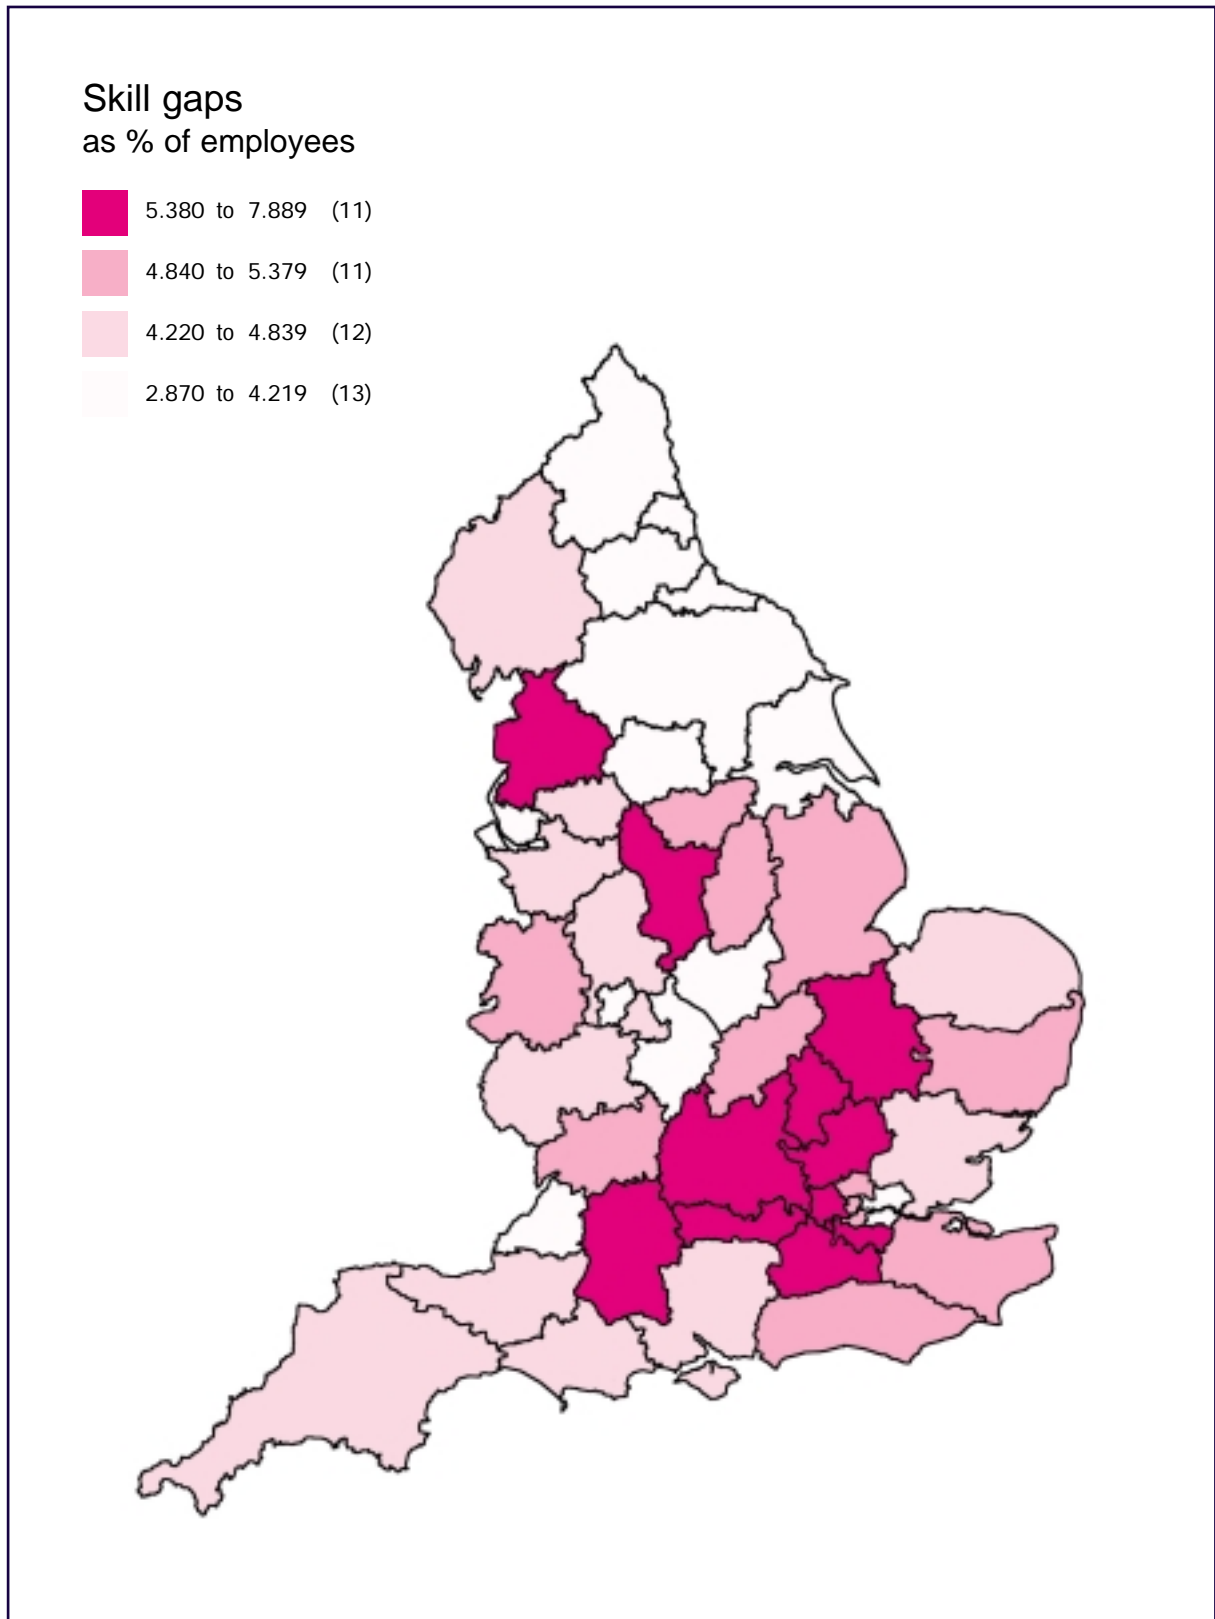 Skill gaps
as % of employees
5.380 to 7.889 (11)
4.840 to 5.379 (11)
4.220 to 4.839 (12)
2.870 to 4.219 (13)